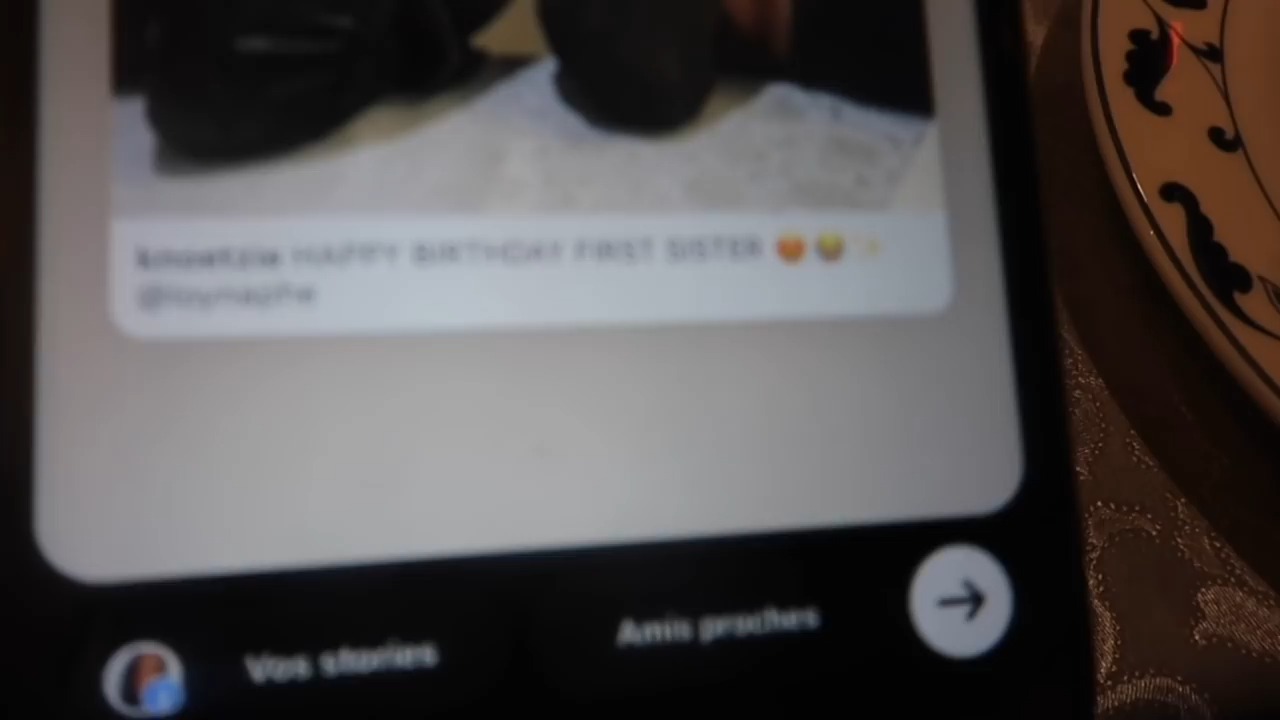 HAPPY BIRTHDAY FIRST SISTER 😍😂✨
Vos stories
Amis proches